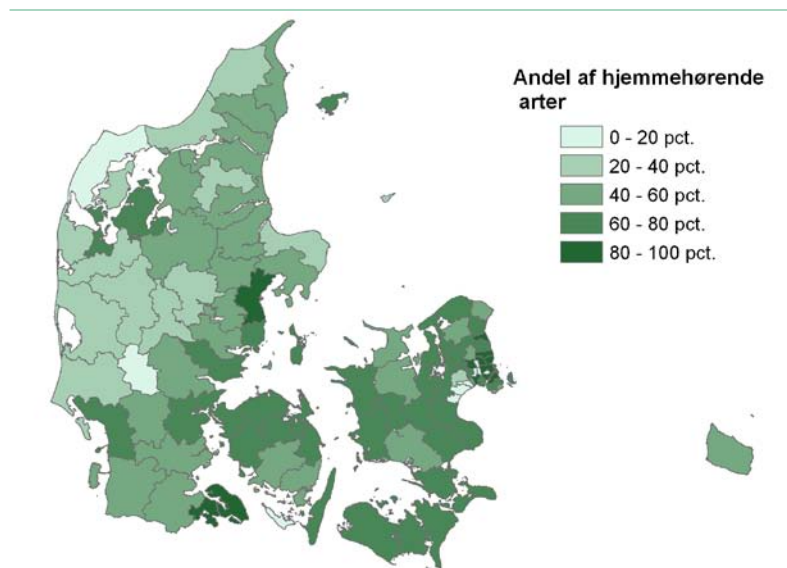 Andel af hjemmehørende
arter
0 - 20 pct.
20 - 40 pct.
40 - 60 pct.
60 - 80 pct.
80 - 100 pct.